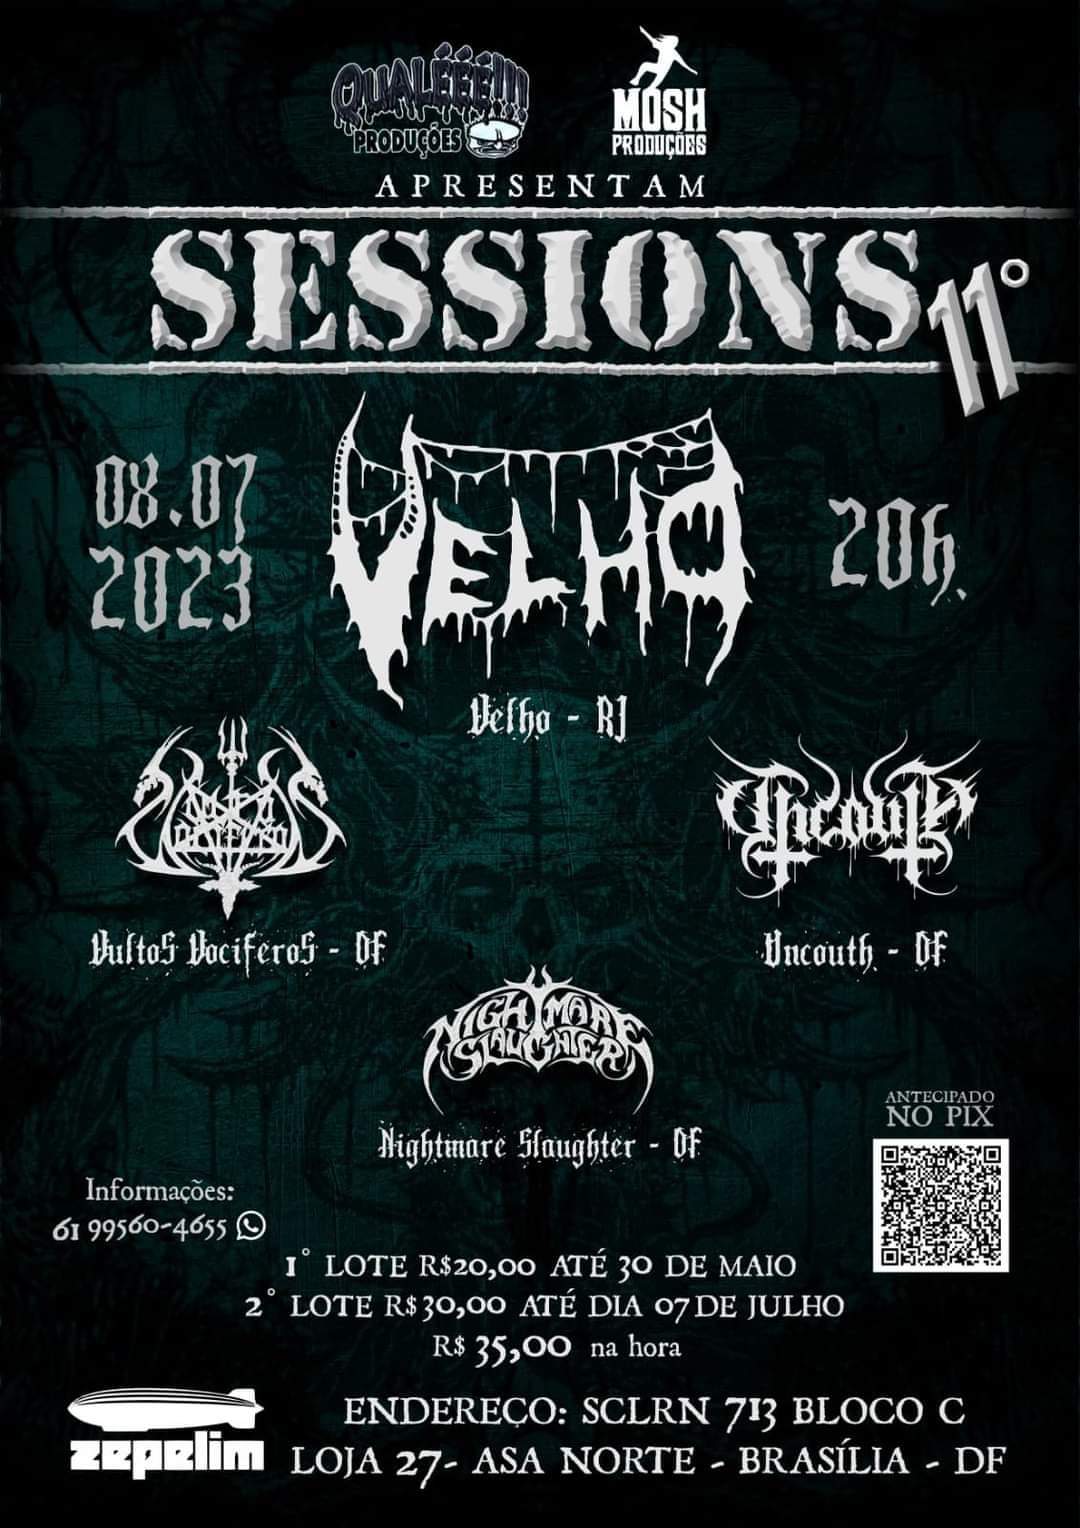 QUALÉÉÉ!!!
PRODUÇÕES
MOSH
PRODUÇÕES
APRESENTAM
SESSIONS 11°
08.07
2023
VELHO
20h.
Velho - RJ
Uncouth
Vultos Vociferos - DF
Uncouth - DF
NIGHTMARE
SLAUGHTER
Nightmare Slaughter - DF
ANTECIPADO
NO PIX
Informações:
61 99560-4655
1° LOTE R$20,00 ATÉ 30 DE MAIO
2° LOTE R$30,00 ATÉ DIA 07 DE JULHO
R$ 35,00 na hora
zepelim
ENDEREÇO: SCLRN 713 BLOCO C
LOJA 27- ASA NORTE - BRASÍLIA - DF